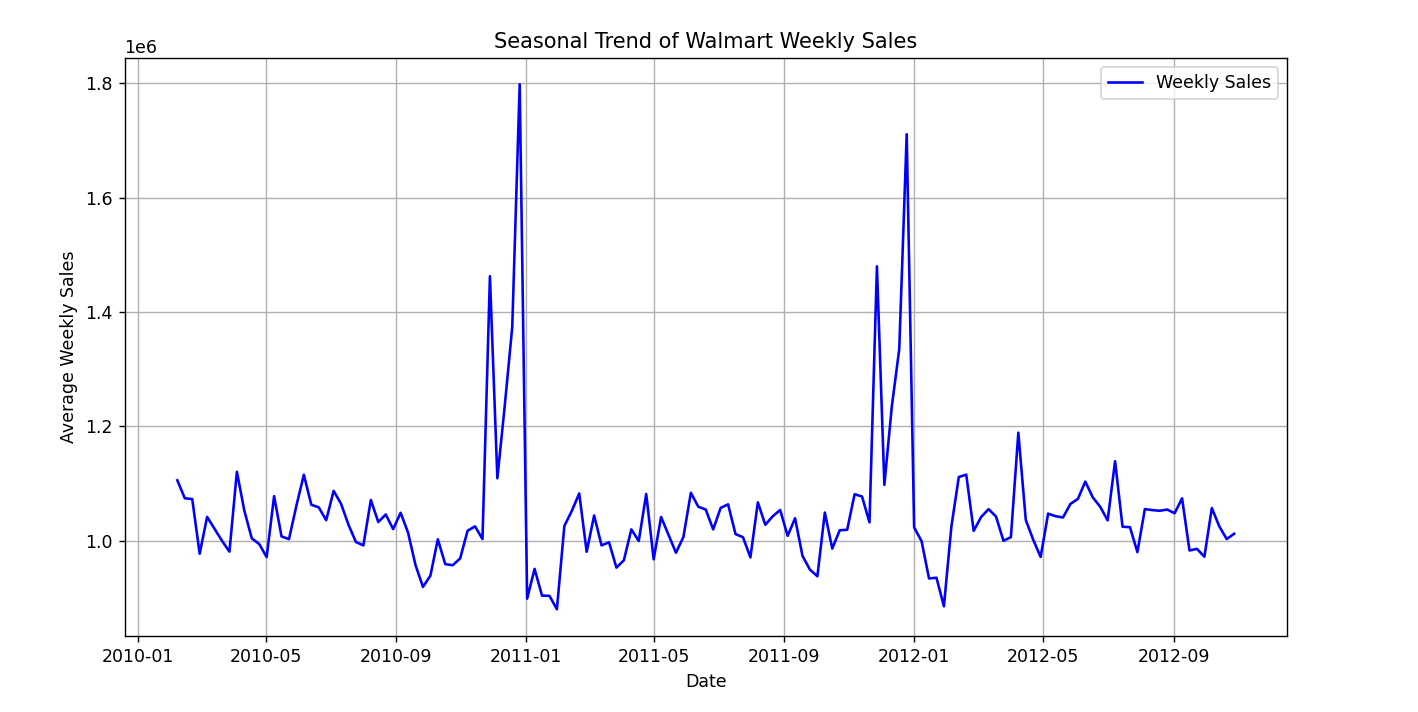 Seasonal Trend of Walmart Weekly Sales
1e6
Weekly Sales
1.8
1.6
1.4
1.2
1.0
Average Weekly Sales
2010-01 2010-05 2010-09 2011-01 2011-05 2011-09 2012-01 2012-05 2012-09
Date